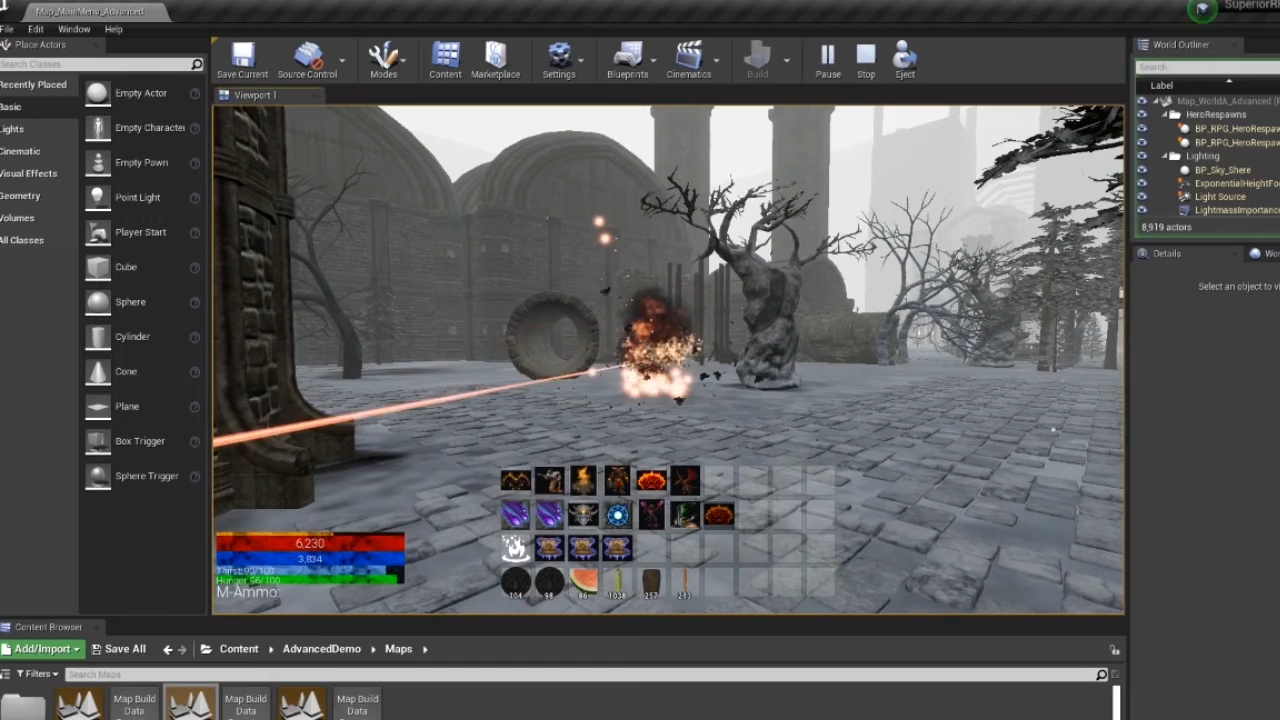 Map_MainMenu_Advanced
SuperiorR
File Edit Window Help
Place Actors
Search Classes
Recently Placed
Basic
Lights
Cinematic
Visual Effects
Geometry
Volumes
All Classes
Empty Actor
Empty Character
Empty Pawn
Point Light
Player Start
Cube
Sphere
Cylinder
Cone
Plane
Box Trigger
Sphere Trigger
Save Current
Source Control
Modes
Content
Marketplace
Settings
Blueprints
Cinematics
Build
Pause
Stop
Eject
Viewport 1
6,230
3,834
Thirst:90/100
Hunger:96/100
M-Ammo
104 98 86 1038 257 213
World Outliner
Search
Label
Map_WorldA_Advanced
HeroRespawns
BP_RPG_HeroRespaw
BP_RPG_HeroRespaw
Lighting
BP_Sky_Shere
ExponentialHeightFo
Light Source
LightmassImportanc
8,919 actors
Details
Wo
Select an object to vi
Content Browser
Add/Import Save All Content AdvancedDemo Maps
Filters Search Maps
Map Build Data
Map Build Data
Map Build Data